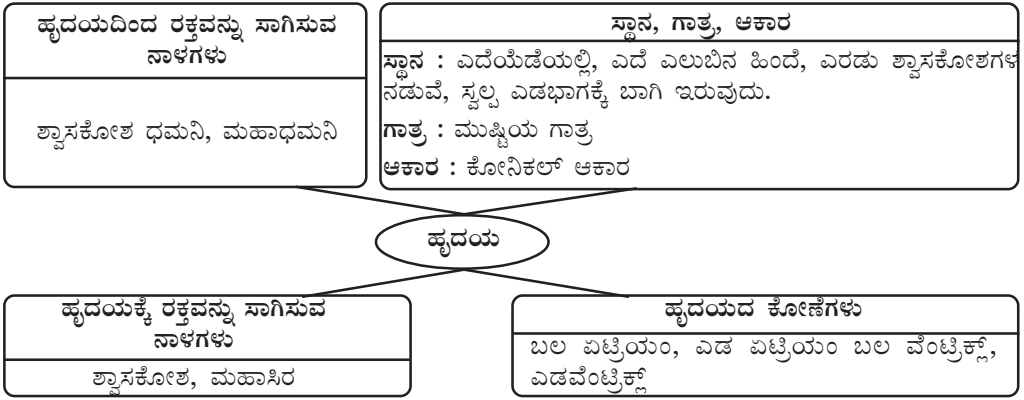 ಹೃದಯದಿಂದ ರಕ್ತವನ್ನು ಸಾಗಿಸುವ
ನಾಳಗಳು
ಶ್ವಾಸಕೋಶ ಧಮನಿ, ಮಹಾಧಮನಿ
ಸ್ಥಾನ, ಗಾತ್ರ, ಆಕಾರ
ಸ್ಥಾನ : ಎದೆಯೆಡೆಯಲ್ಲಿ, ಎದೆ ಎಲುಬಿನ ಹಿಂದೆ, ಎರಡು ಶ್ವಾಸಕೋಶಗಳ
ನಡುವೆ, ಸ್ವಲ್ಪ ಎಡಭಾಗಕ್ಕೆ ಬಾಗಿ ಇರುವುದು.
ಗಾತ್ರ : ಮುಷ್ಟಿಯ ಗಾತ್ರ
ಆಕಾರ : ಕೋನಿಕಲ್ ಆಕಾರ
ಹೃದಯ
ಹೃದಯಕ್ಕೆ ರಕ್ತವನ್ನು ಸಾಗಿಸುವ
ನಾಳಗಳು
ಶ್ವಾಸಕೋಶ, ಮಹಾಸಿರ
ಹೃದಯದ ಕೋಣೆಗಳು
ಬಲ ಏಟ್ರಿಯಂ, ಎಡ ಏಟ್ರಿಯಂ ಬಲ ವೆಂಟ್ರಿಕ್ಲ್,
ಎಡವೆಂಟ್ರಿಕ್ಲ್